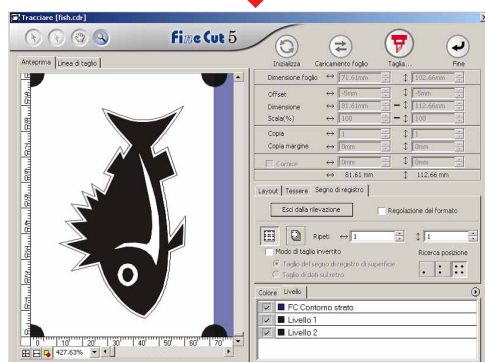 Tracciare [fish.cdr]
FineCut 5
Inizializza Caricamento foglio Taglia... Fine
Anteprima Linea di taglio
Dimensione foglio 71.61mm 102.66mm
Offset -5mm -5mm
Dimensione 81.61mm 112.66mm
Scala(%) 100 100
Copia 1 1
Copia margine 0mm 0mm
Cornice 0mm 0mm
81.61 mm 112.66 mm
Layout Tessere Segno di registro
Esci dalla rilevazione Regolazione del formato
Ripeti 1 1
Modo di taglio invertito Ricerca posizione
Taglio del segno di registro di superficie
Taglio di dati sul retro
Colore Livello
FC Contorno strato
Livello 1
Livello 2
0 10 20 30 40 50 60 70
427.63%